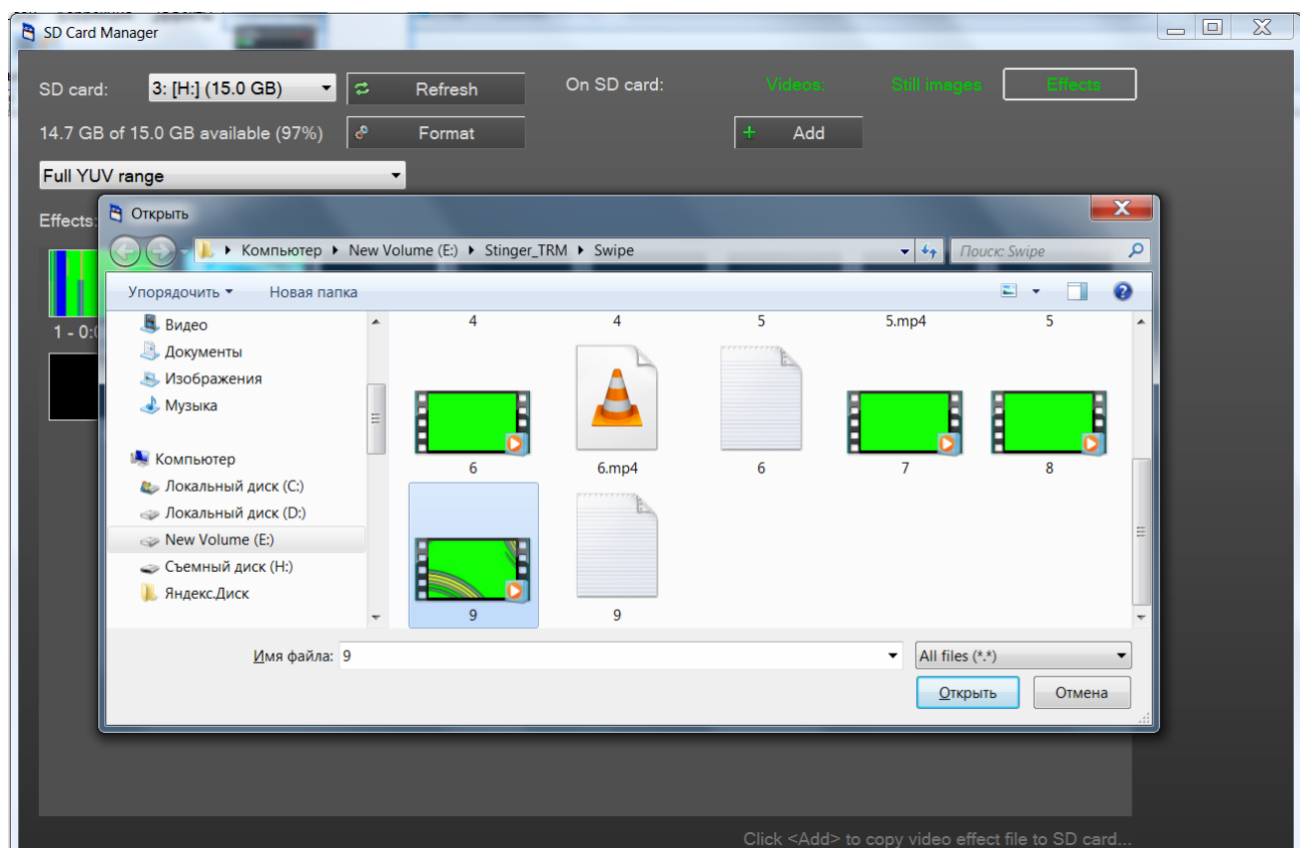 SD Card Manager
SD card: 3: [H:] (15.0 GB) Refresh On SD card: Videos: Still images Effects
14.7 GB of 15.0 GB available (97%) Format Add
Full YUV range
Effects:
Открыть
Компьютер New Volume (E:) Stinger_TRM Swipe Поиск: Swipe
Упорядочить Новая папка
1 - 0:0
Видео
Документы
Изображения
Музыка
Компьютер
Локальный диск (C:)
Локальный диск (D:)
New Volume (E:)
Съемный диск (H:)
Яндекс.Диск
4 4 5 5.mp4 5
6 6.mp4 6 7 8
9 9
Имя файла: 9 All files (*.*)
Открыть Отмена
Click <Add> to copy video effect file to SD card...